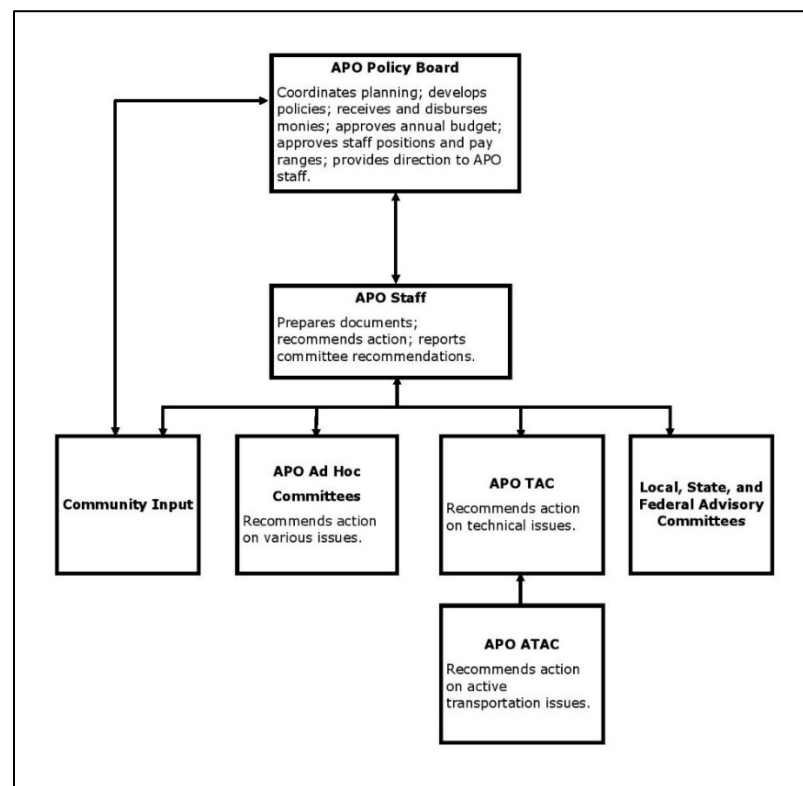 APO Policy Board
Coordinates planning; develops
policies; receives and disburses
monies; approves annual budget;
approves staff positions and pay
ranges; provides direction to APO
staff.
APO Staff
Prepares documents;
recommends action; reports
committee recommendations.
Community Input
APO Ad Hoc
Committees
Recommends action
on various issues.
APO TAC
Recommends action
on technical issues.
Local, State, and
Federal Advisory
Committees
APO ATAC
Recommends action
on active
transportation issues.